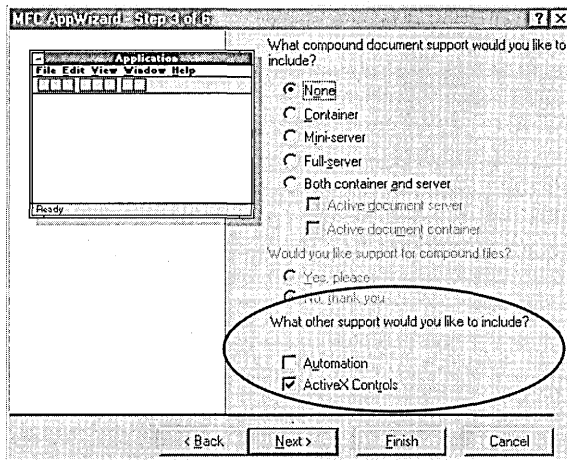 MFC AppWizard - Step 3 of 6
Application
File Edit View Window Help
Ready
What compound document support would you like to
include?
None
Container
Mini-server
Full-server
Both container and server
Active document server
Active document container
Would you like support for compound files?
Yes, please
No, thank you
What other support would you like to include?
Automation
ActiveX Controls
< Back
Next >
Finish
Cancel